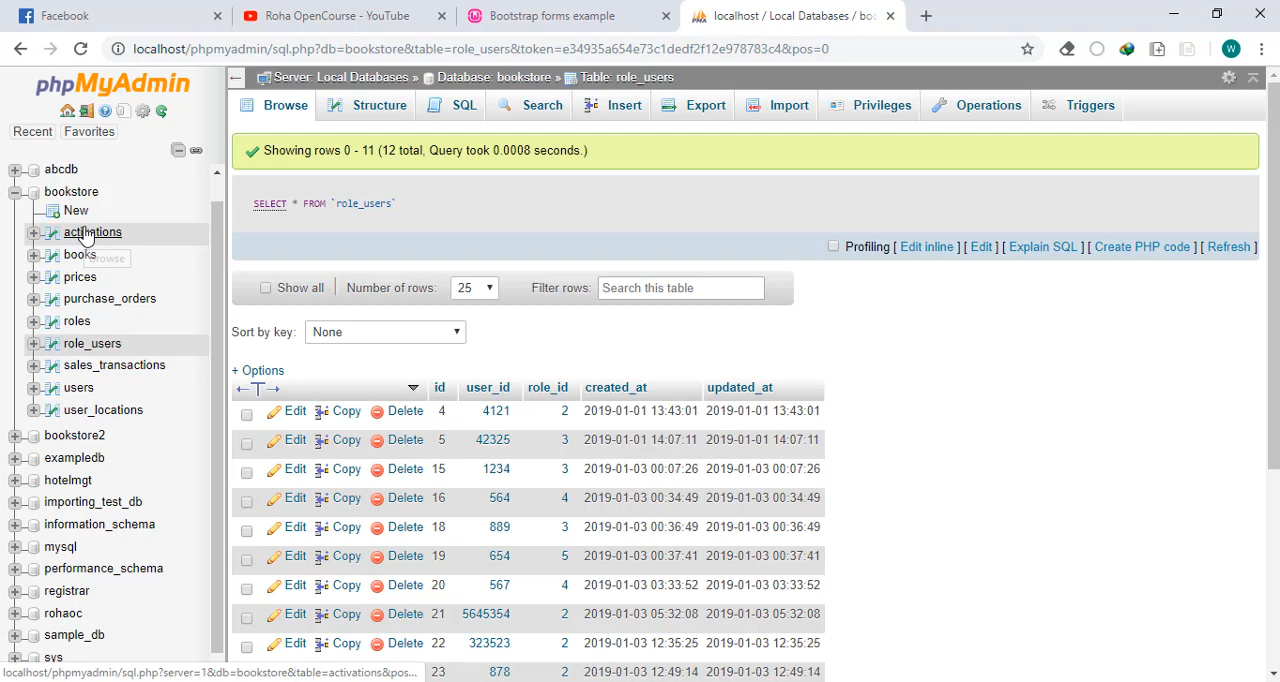 Facebook
Roha OpenCourse - YouTube
Bootstrap forms example
localhost / Local Databases / boo
localhost/phpmyadmin/sql.php?db=bookstore&table=role_users&token=e34935a654e73c1dedf2f12e978783c4&pos=0
W
phpMyAdmin
Recent
Favorites
abcdb
bookstore
New
activations
books
Browse
prices
purchase_orders
roles
role_users
sales_transactions
users
user_locations
bookstore2
exampledb
hotelmgt
importing_test_db
information_schema
mysql
performance_schema
registrar
rohaoc
sample_db
sys
localhost/phpmyadmin/sql.php?server=1&db=bookstore&table=activations&pos...
Server: Local Databases » Database: bookstore » Table: role_users
Browse Structure SQL Search Insert Export Import Privileges Operations Triggers
Showing rows 0 - 11 (12 total, Query took 0.0008 seconds.)
SELECT * FROM `role_users`
Profiling [ Edit inline ] [ Edit ] [ Explain SQL ] [ Create PHP code ] [ Refresh ]
Show all Number of rows: 25 Filter rows: Search this table
Sort by key: None
+ Options
id user_id role_id created_at updated_at
Edit Copy Delete 4 4121 2 2019-01-01 13:43:01 2019-01-01 13:43:01
Edit Copy Delete 5 42325 3 2019-01-01 14:07:11 2019-01-01 14:07:11
Edit Copy Delete 15 1234 3 2019-01-03 00:07:26 2019-01-03 00:07:26
Edit Copy Delete 16 564 4 2019-01-03 00:34:49 2019-01-03 00:34:49
Edit Copy Delete 18 889 3 2019-01-03 00:36:49 2019-01-03 00:36:49
Edit Copy Delete 19 654 5 2019-01-03 00:37:41 2019-01-03 00:37:41
Edit Copy Delete 20 567 4 2019-01-03 03:33:52 2019-01-03 03:33:52
Edit Copy Delete 21 5645354 2 2019-01-03 05:32:08 2019-01-03 05:32:08
Edit Copy Delete 22 323523 2 2019-01-03 12:35:25 2019-01-03 12:35:25
Edit Copy Delete 23 878 2 2019-01-03 12:49:14 2019-01-03 12:49:14